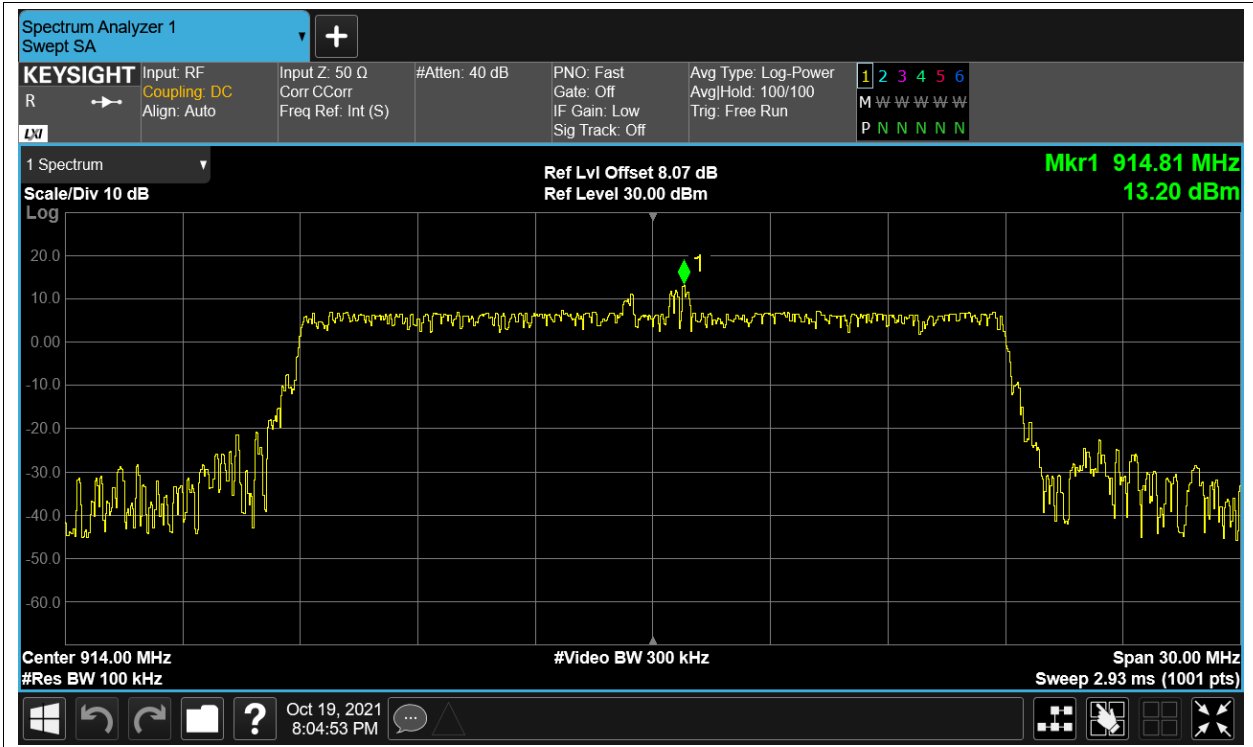 Spectrum Analyzer 1
Swept SA
+
KEYSIGHT
R
LXI
Input: RF
Coupling: DC
Align: Auto
Input Z: 50 Ω
Corr CCorr
Freq Ref: Int (S)
#Atten: 40 dB
PNO: Fast
Gate: Off
IF Gain: Low
Sig Track: Off
Avg Type: Log-Power
Avg|Hold: 100/100
Trig: Free Run
1 2 3 4 5 6
M W W W W W
P N N N N N
1 Spectrum
Scale/Div 10 dB
Log
Ref Lvl Offset 8.07 dB
Ref Level 30.00 dBm
Mkr1 914.81 MHz
13.20 dBm
1
20.0
10.0
0.00
-10.0
-20.0
-30.0
-40.0
-50.0
-60.0
Center 914.00 MHz
#Res BW 100 kHz
#Video BW 300 kHz
Span 30.00 MHz
Sweep 2.93 ms (1001 pts)
?
Oct 19, 2021
8:04:53 PM